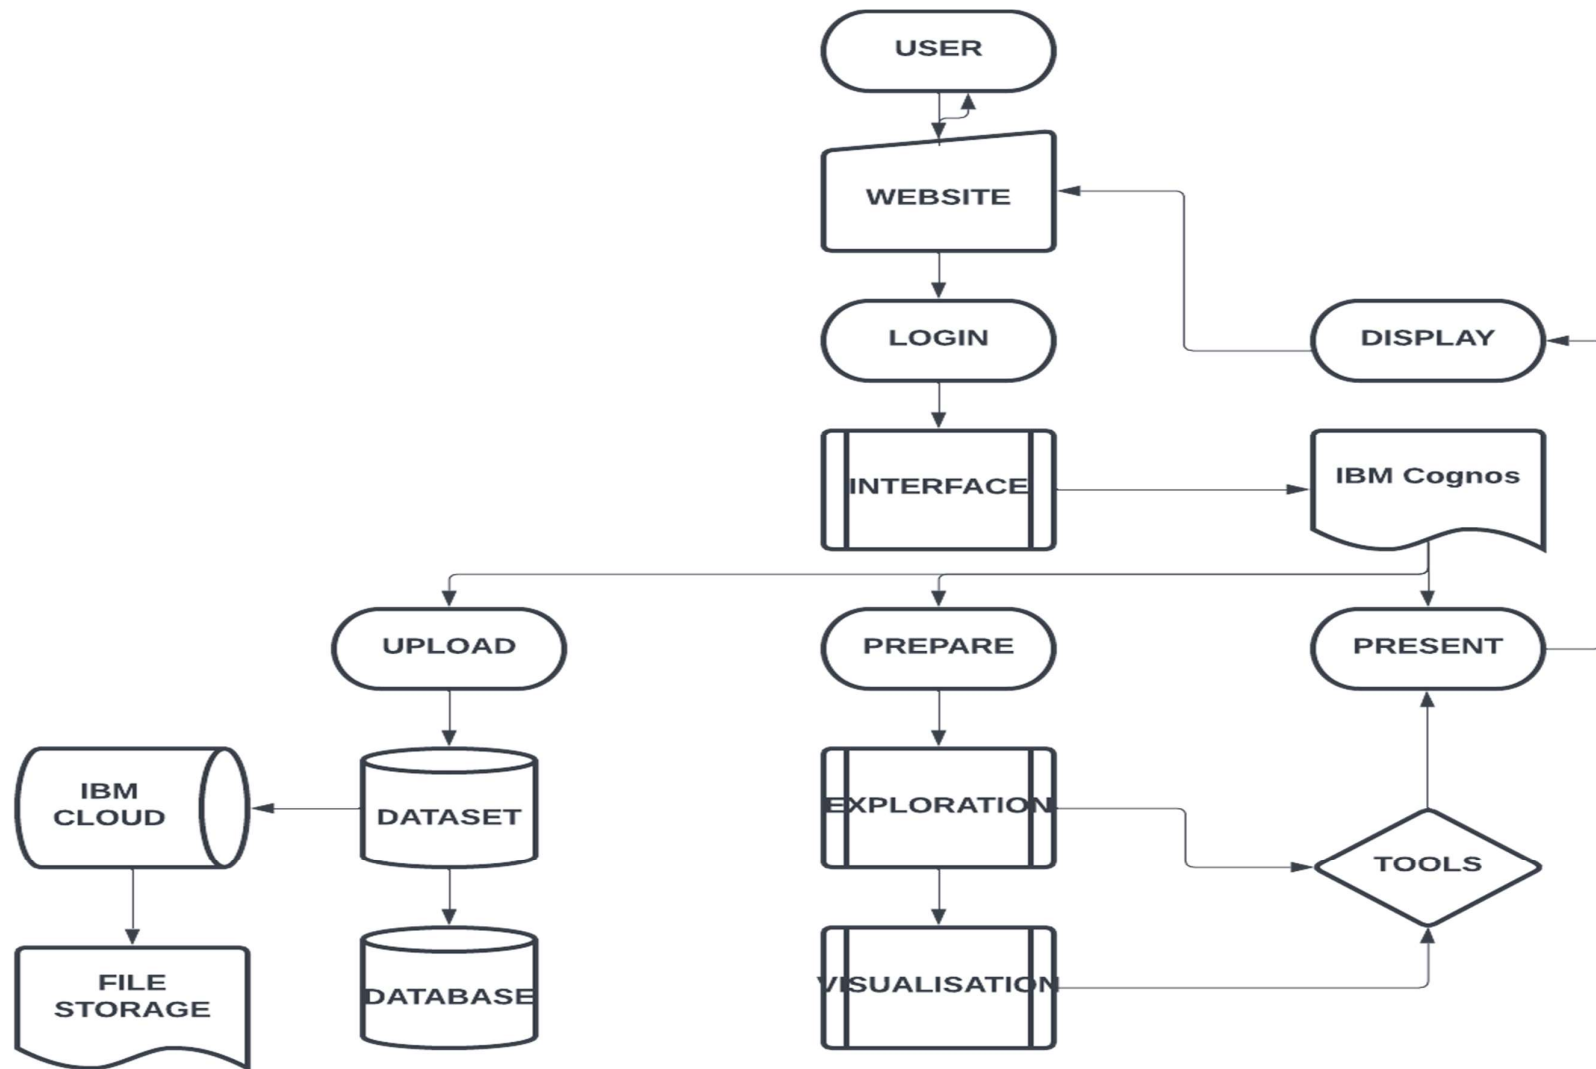 USER
WEBSITE
LOGIN
DISPLAY
INTERFACE
IBM Cognos
UPLOAD
PREPARE
PRESENT
IBM
CLOUD
DATASET
EXPLORATION
TOOLS
FILE
STORAGE
DATABASE
VISUALISATION